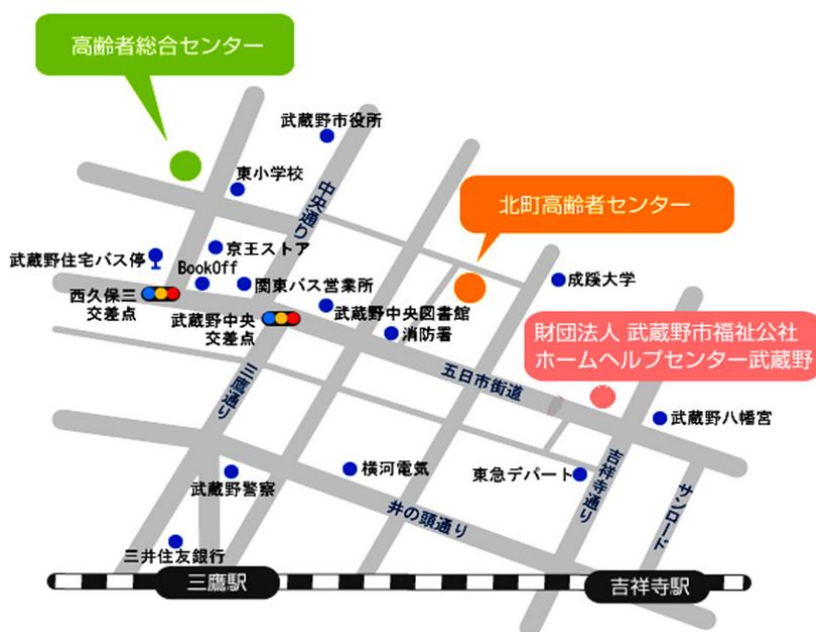 高齢者総合センター
武蔵野市役所
東小学校
中央通り
北町高齢者センター
武蔵野住宅バス停
京王ストア
BookOff
関東バス営業所
成蹊大学
西久保三
交差点
武蔵野中央
交差点
武蔵野中央図書館
消防署
財団法人 武蔵野市福祉公社
ホームヘルプセンター武蔵野
三鷹通り
五日市街道
武蔵野八幡宮
武蔵野警察
横河電気
東急デパート
吉祥寺通り
サンロード
井の頭通り
三井住友銀行
三鷹駅
吉祥寺駅